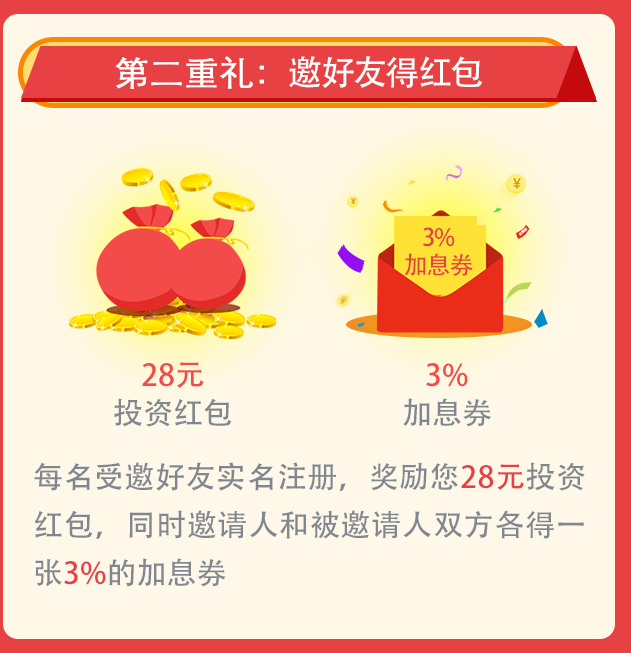 第二重礼：邀好友得红包
¥
¥
3%
加息券
¥
28元
3%
投资红包
加息券
每名受邀好友实名注册，奖励您28元投资
红包，同时邀请人和被邀请人双方各得一
张3%的加息券